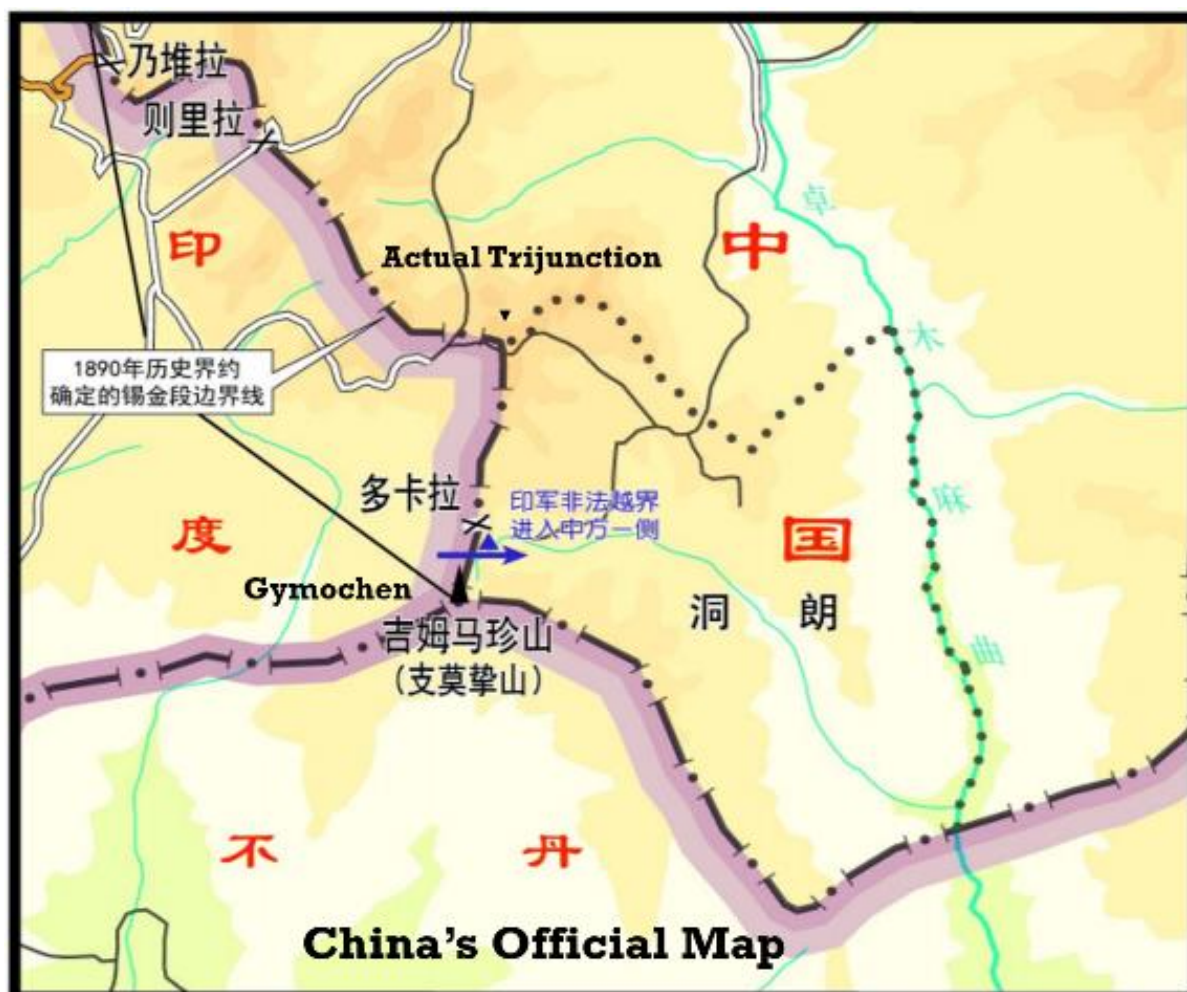 乃堆拉
则里拉
印
Actual Trijunction
中
卓
木
1890年历史界约
确定的锡金段边界线
多卡拉
印军非法越界
进入中方一侧
麻
度
国
Gymochen
洞 朗
吉姆马珍山
（支莫挚山）
曲
不 丹
China's Official Map